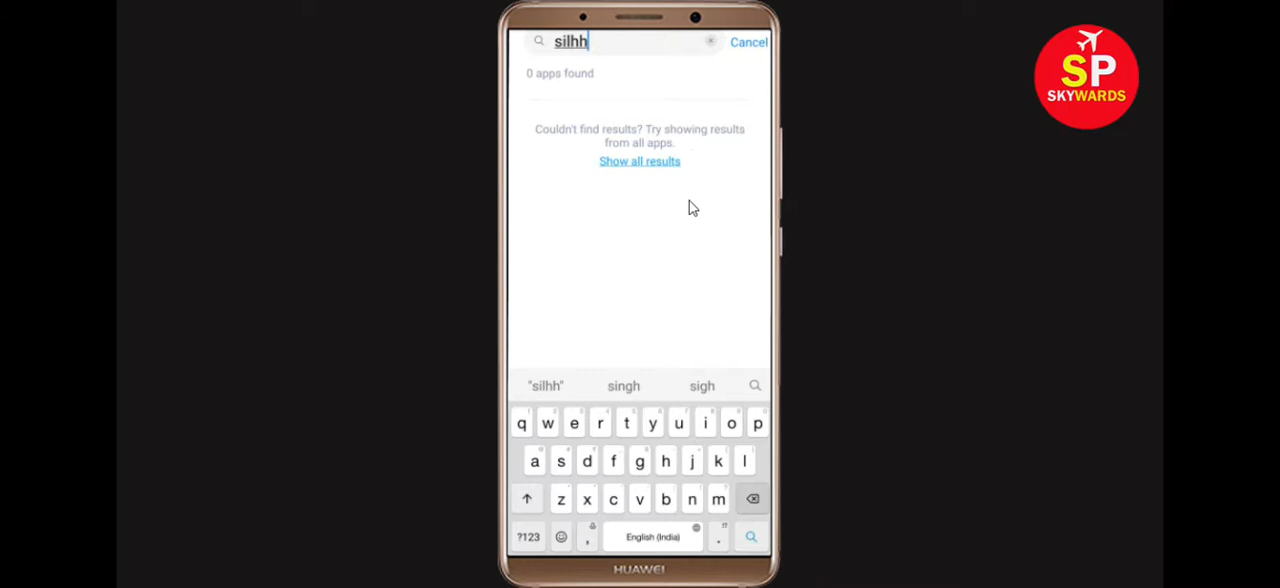 silhh
Cancel
0 apps found
Couldn't find results? Try showing results
from all apps.
Show all results
"silhh" singh sigh
q w e r t y u i o p
a s d f g h j k l
z x c v b n m
?123 , English (India) .
HUAWEI
SP
SKYWARDS